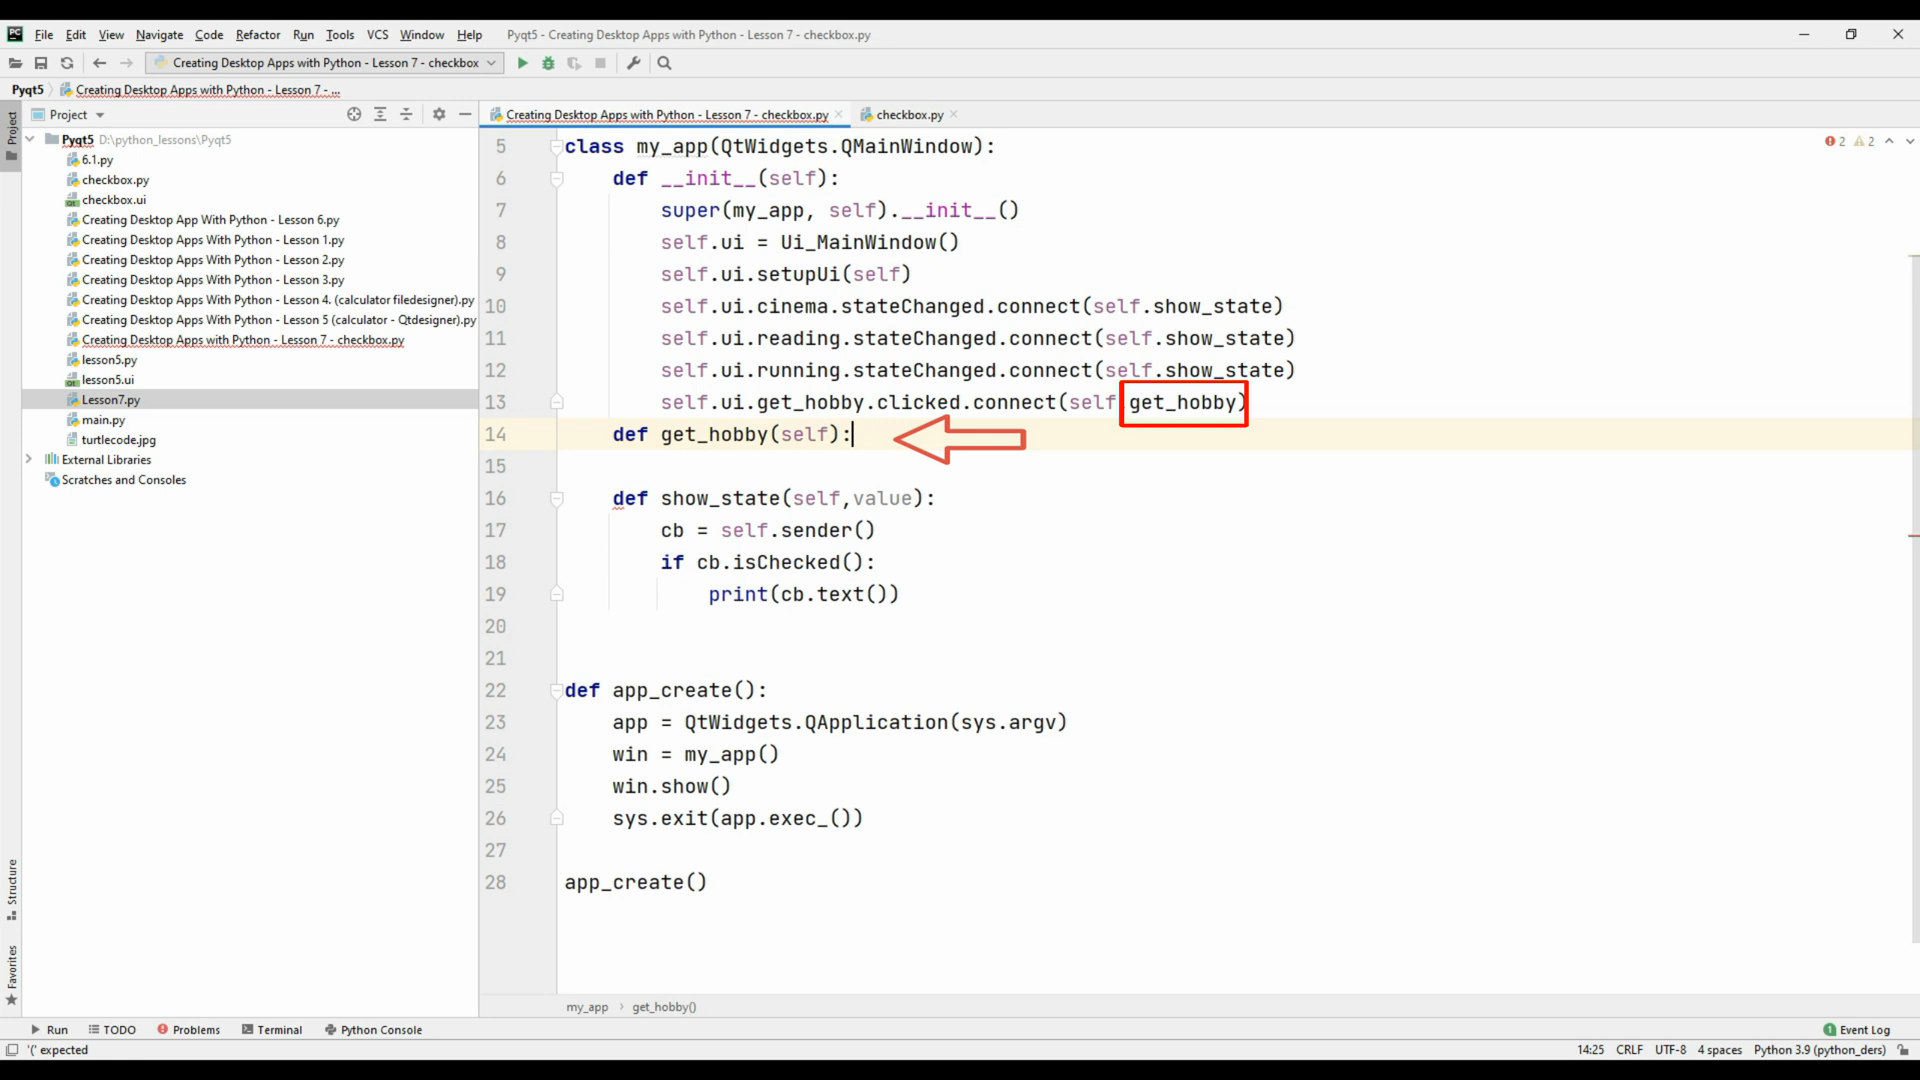 PC File Edit View Navigate Code Refactor Run Tools VCS Window Help Pyqt5 - Creating Desktop Apps with Python - Lesson 7 - checkbox.py
Creating Desktop Apps with Python - Lesson 7 - checkbox
Pyqt5 Creating Desktop Apps with Python - Lesson 7 - ...
Project
Project
Creating Desktop Apps with Python - Lesson 7 - checkbox.py
checkbox.py
Pyqt5 D:\python_lessons\Pyqt5
6.1.py
checkbox.py
checkbox.ui
Creating Desktop App With Python - Lesson 6.py
Creating Desktop Apps With Python - Lesson 1.py
Creating Desktop Apps With Python - Lesson 2.py
Creating Desktop Apps With Python - Lesson 3.py
Creating Desktop Apps With Python - Lesson 4. (calculator filedesigner).py
Creating Desktop Apps With Python - Lesson 5 (calculator - Qtdesigner).py
Creating Desktop Apps with Python - Lesson 7 - checkbox.py
lesson5.py
lesson5.ui
Lesson7.py
main.py
turtlecode.jpg
External Libraries
Scratches and Consoles
2 2
5 class my_app(QtWidgets.QMainWindow):
6 def __init__(self):
7 super(my_app, self).__init__()
8 self.ui = Ui_MainWindow()
9 self.ui.setupUi(self)
10 self.ui.cinema.stateChanged.connect(self.show_state)
11 self.ui.reading.stateChanged.connect(self.show_state)
12 self.ui.running.stateChanged.connect(self.show_state)
13 self.ui.get_hobby.clicked.connect(self get_hobby)
14 def get_hobby(self):
15
16 def show_state(self,value):
17 cb = self.sender()
18 if cb.isChecked():
19 print(cb.text())
20
21
22 def app_create():
23 app = QtWidgets.QApplication(sys.argv)
24 win = my_app()
25 win.show()
26 sys.exit(app.exec_())
27
28 app_create()
Structure
Favorites
my_app get_hobby()
Run TODO Problems Terminal Python Console 1 Event Log
'(' expected 14:25 CRLF UTF-8 4 spaces Python 3.9 (python_ders)